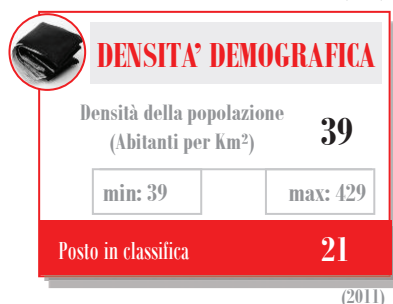 DENSITA’ DEMOGRAFICA
Densità della popolazione
(Abitanti per Km²)
39
min: 39
max: 429
Posto in classifica
21
(2011)